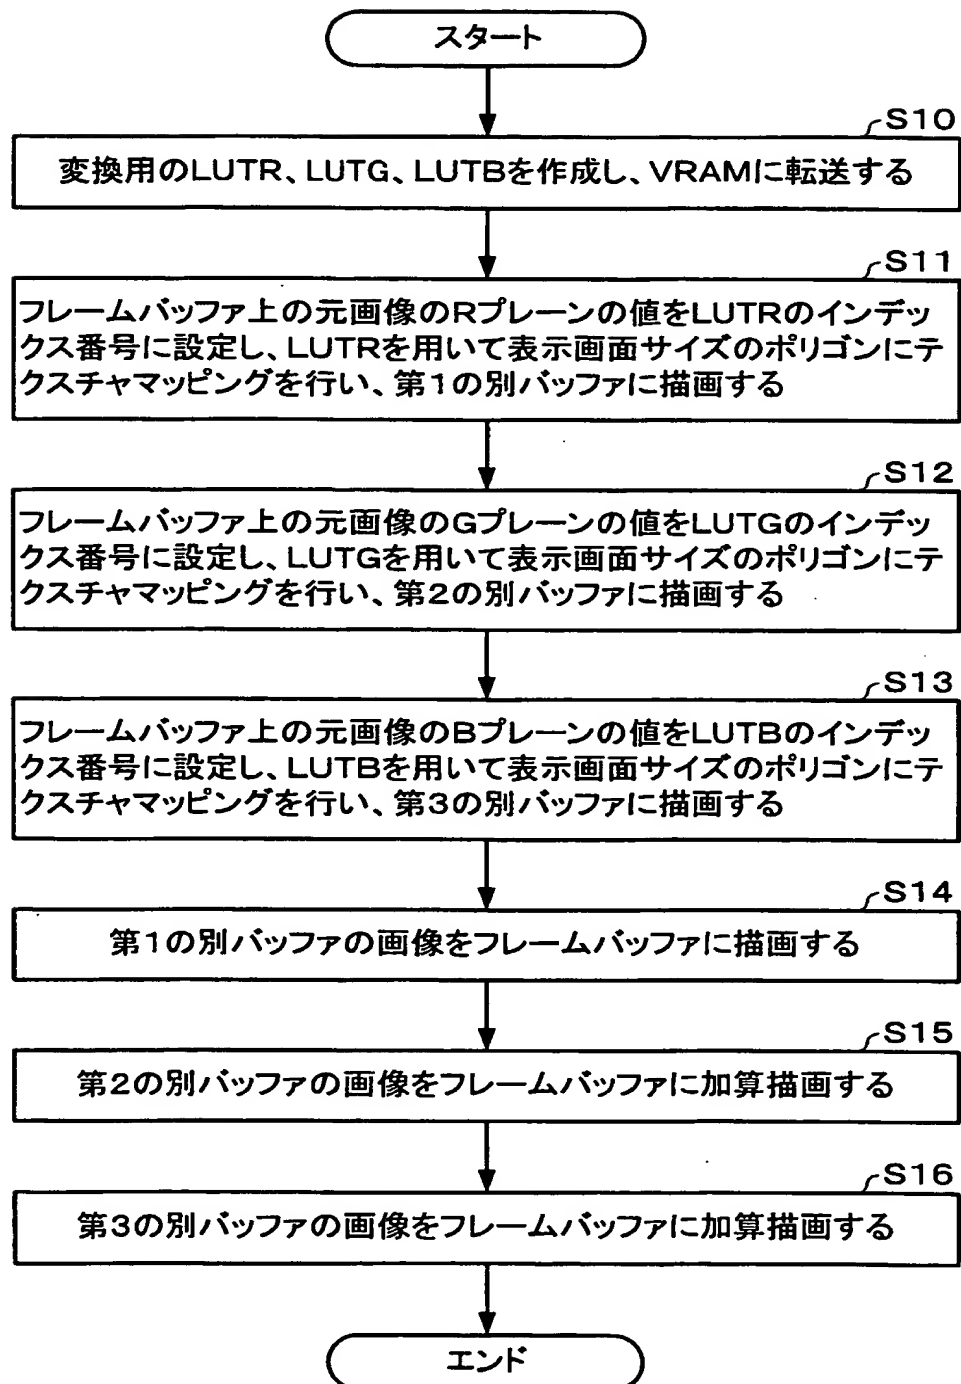 スタート
S10
変換用のLUTR、LUTG、LUTBを作成し、VRAMに転送する
S11
フレームバッファ上の元画像のRプレーンの値をLUTRのインデッ
クス番号に設定し、LUTRを用いて表示画面サイズのポリゴンにテ
クスチャマッピングを行い、第1の別バッファに描画する
S12
フレームバッファ上の元画像のGプレーンの値をLUTGのインデッ
クス番号に設定し、LUTGを用いて表示画面サイズのポリゴンにテ
クスチャマッピングを行い、第2の別バッファに描画する
S13
フレームバッファ上の元画像のBプレーンの値をLUTBのインデッ
クス番号に設定し、LUTBを用いて表示画面サイズのポリゴンにテ
クスチャマッピングを行い、第3の別バッファに描画する
S14
第1の別バッファの画像をフレームバッファに描画する
S15
第2の別バッファの画像をフレームバッファに加算描画する
S16
第3の別バッファの画像をフレームバッファに加算描画する
エンド